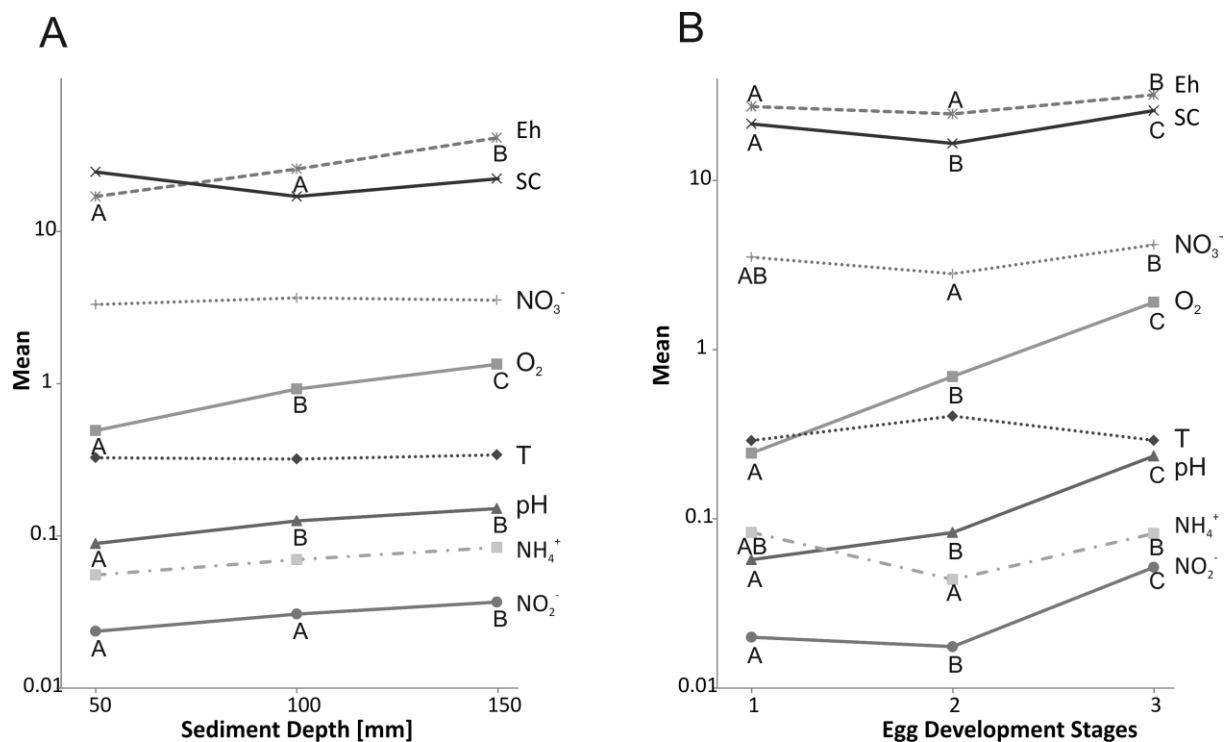 A
Mean
10
1
0.1
0.01
Eh
SC
NO₃⁻
O₂
T
pH
NH₄⁺
NO₂⁻
A
A
B
A
B
C
A
B
B
A
A
B
50
100
150
Sediment Depth [mm]
B
Mean
10
1
0.1
0.01
Eh
SC
NO₃⁻
O₂
T
pH
NH₄⁺
NO₂⁻
A
A
B
A
B
C
AB
A
B
A
B
C
A
B
C
AB
A
B
A
B
C
1
2
3
Egg Development Stages